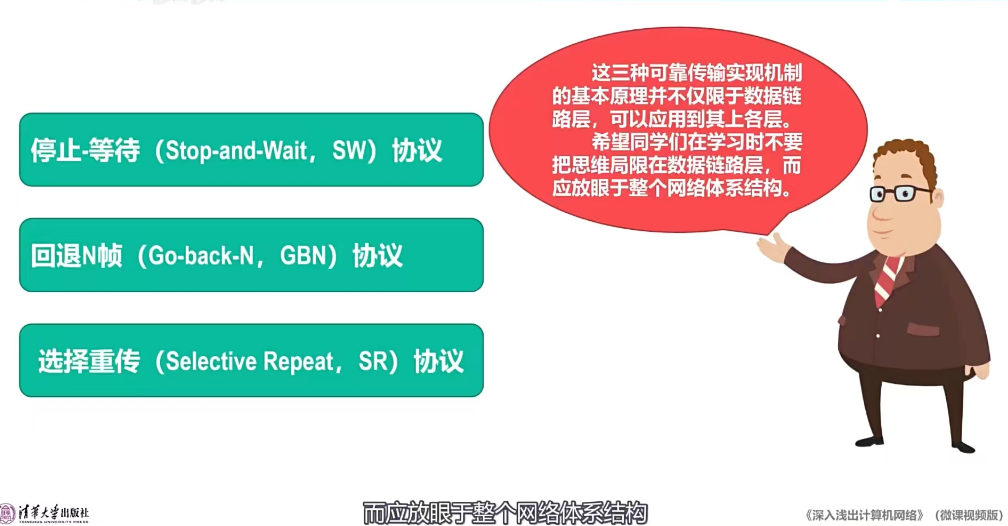 停止-等待（Stop-and-Wait，SW）协议
回退N帧（Go-back-N，GBN）协议
选择重传（Selective Repeat，SR）协议
这三种可靠传输实现机制
的基本原理并不仅限于数据链
路层，可以应用到其上各层。
希望同学们在学习时不要
把思维局限在数据链路层，而
应放眼于整个网络体系结构。
清华大学出版社
TSINGHUA UNIVERSITY PRESS
而应放眼于整个网络体系结构
《深入浅出计算机网络》（微课视频版）